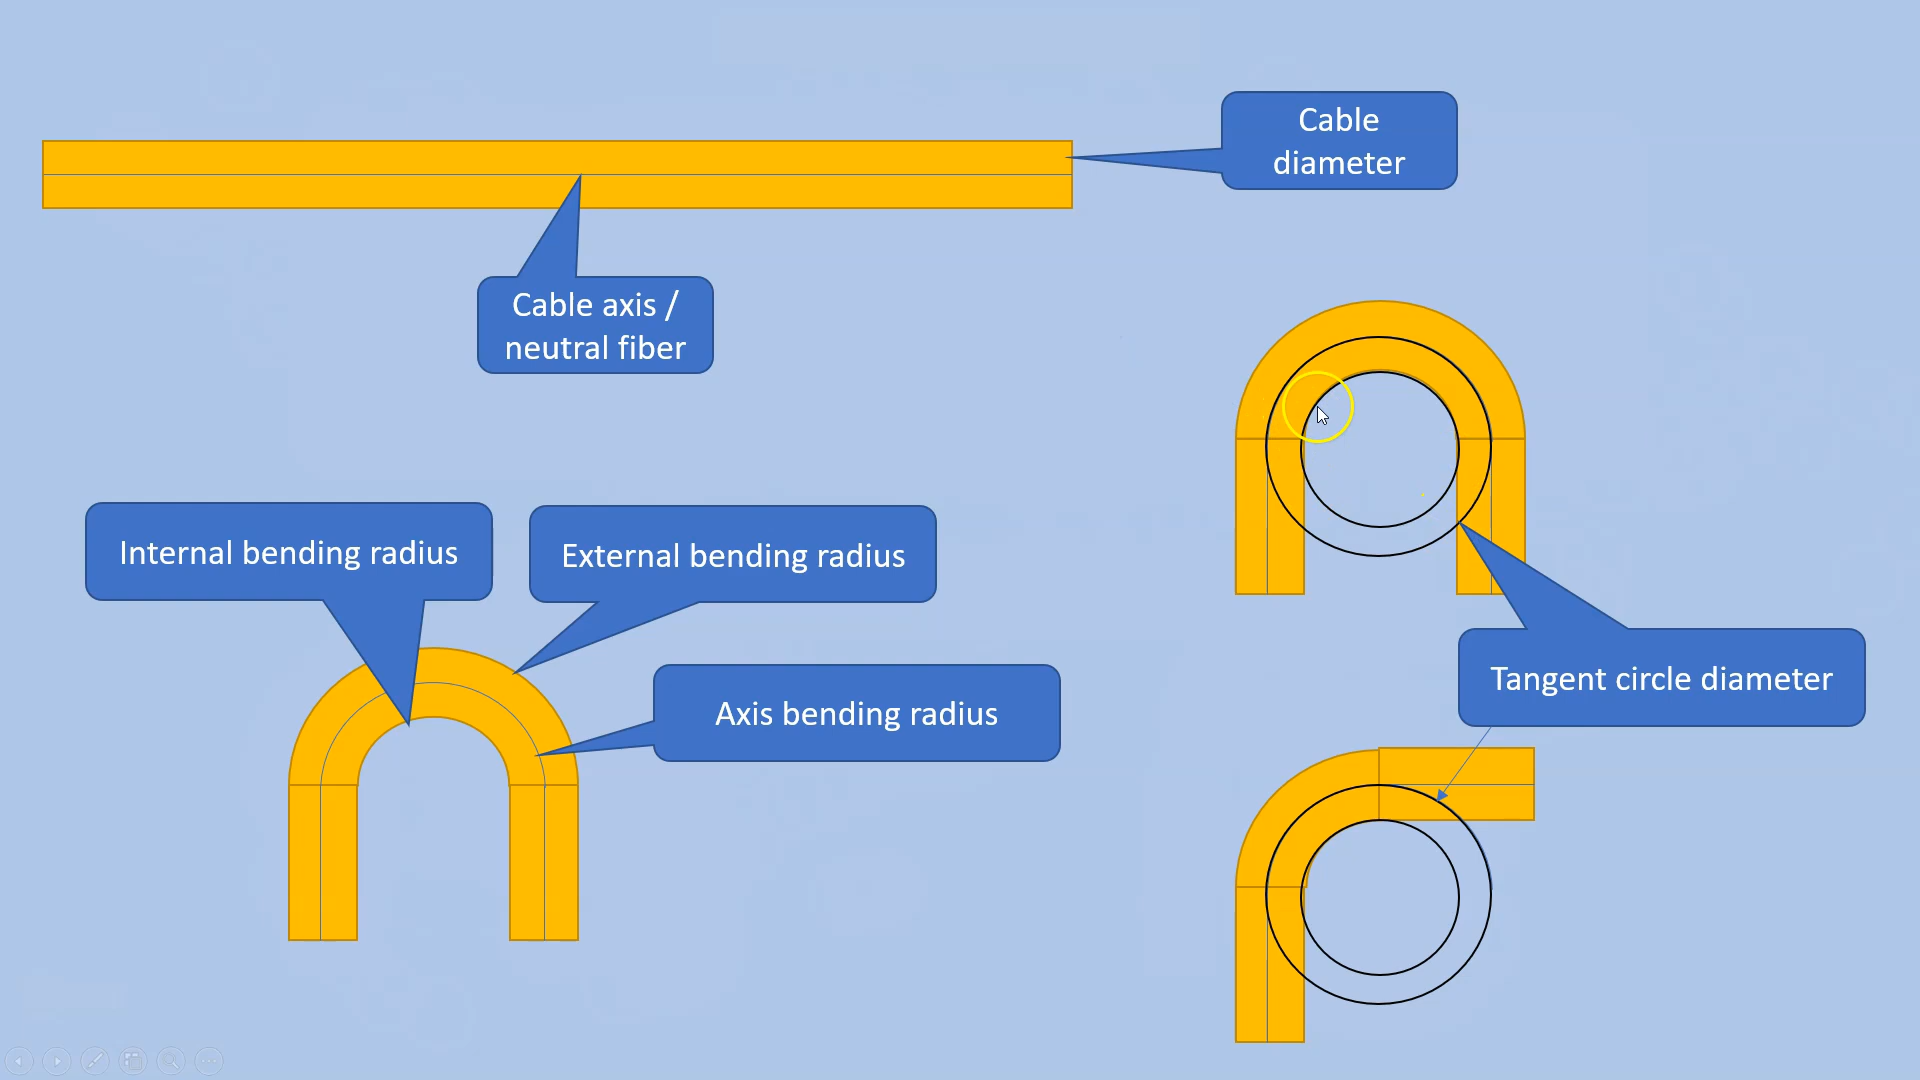 Cable
diameter
Cable axis /
neutral fiber
Internal bending radius
External bending radius
Axis bending radius
Tangent circle diameter